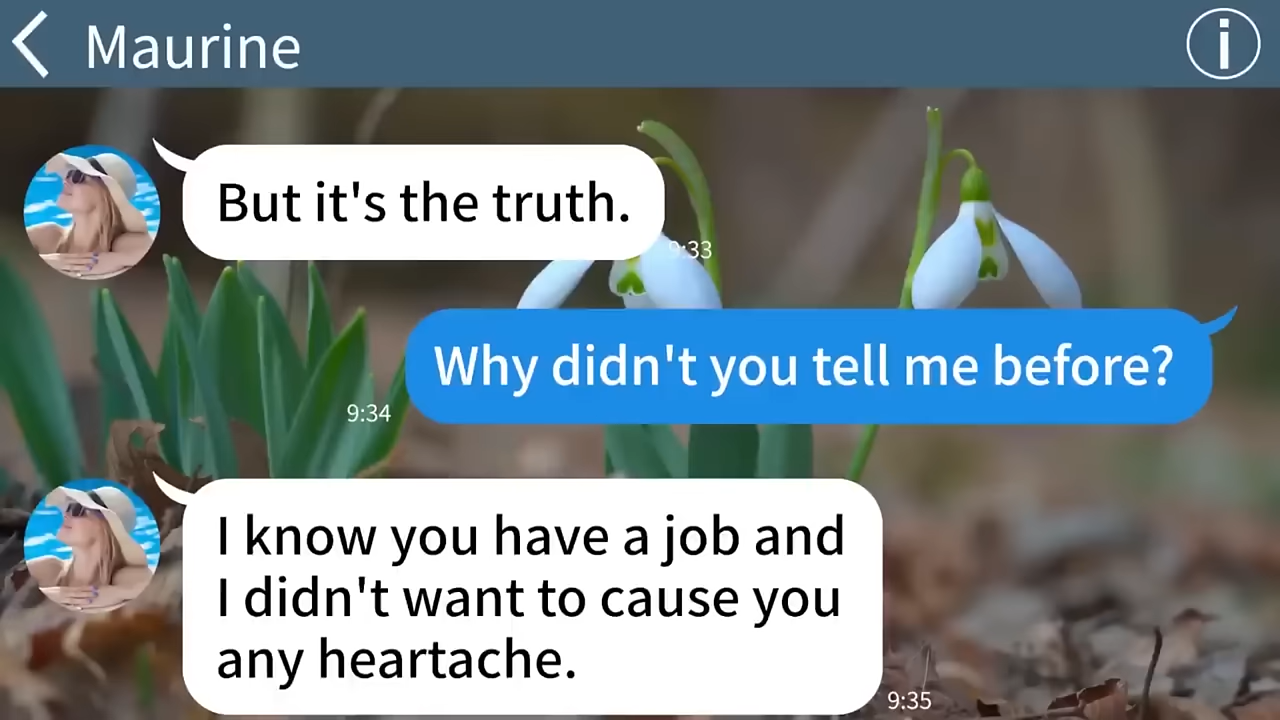 Maurine
But it's the truth.
9:33
Why didn't you tell me before?
9:34
I know you have a job and
I didn't want to cause you
any heartache.
9:35